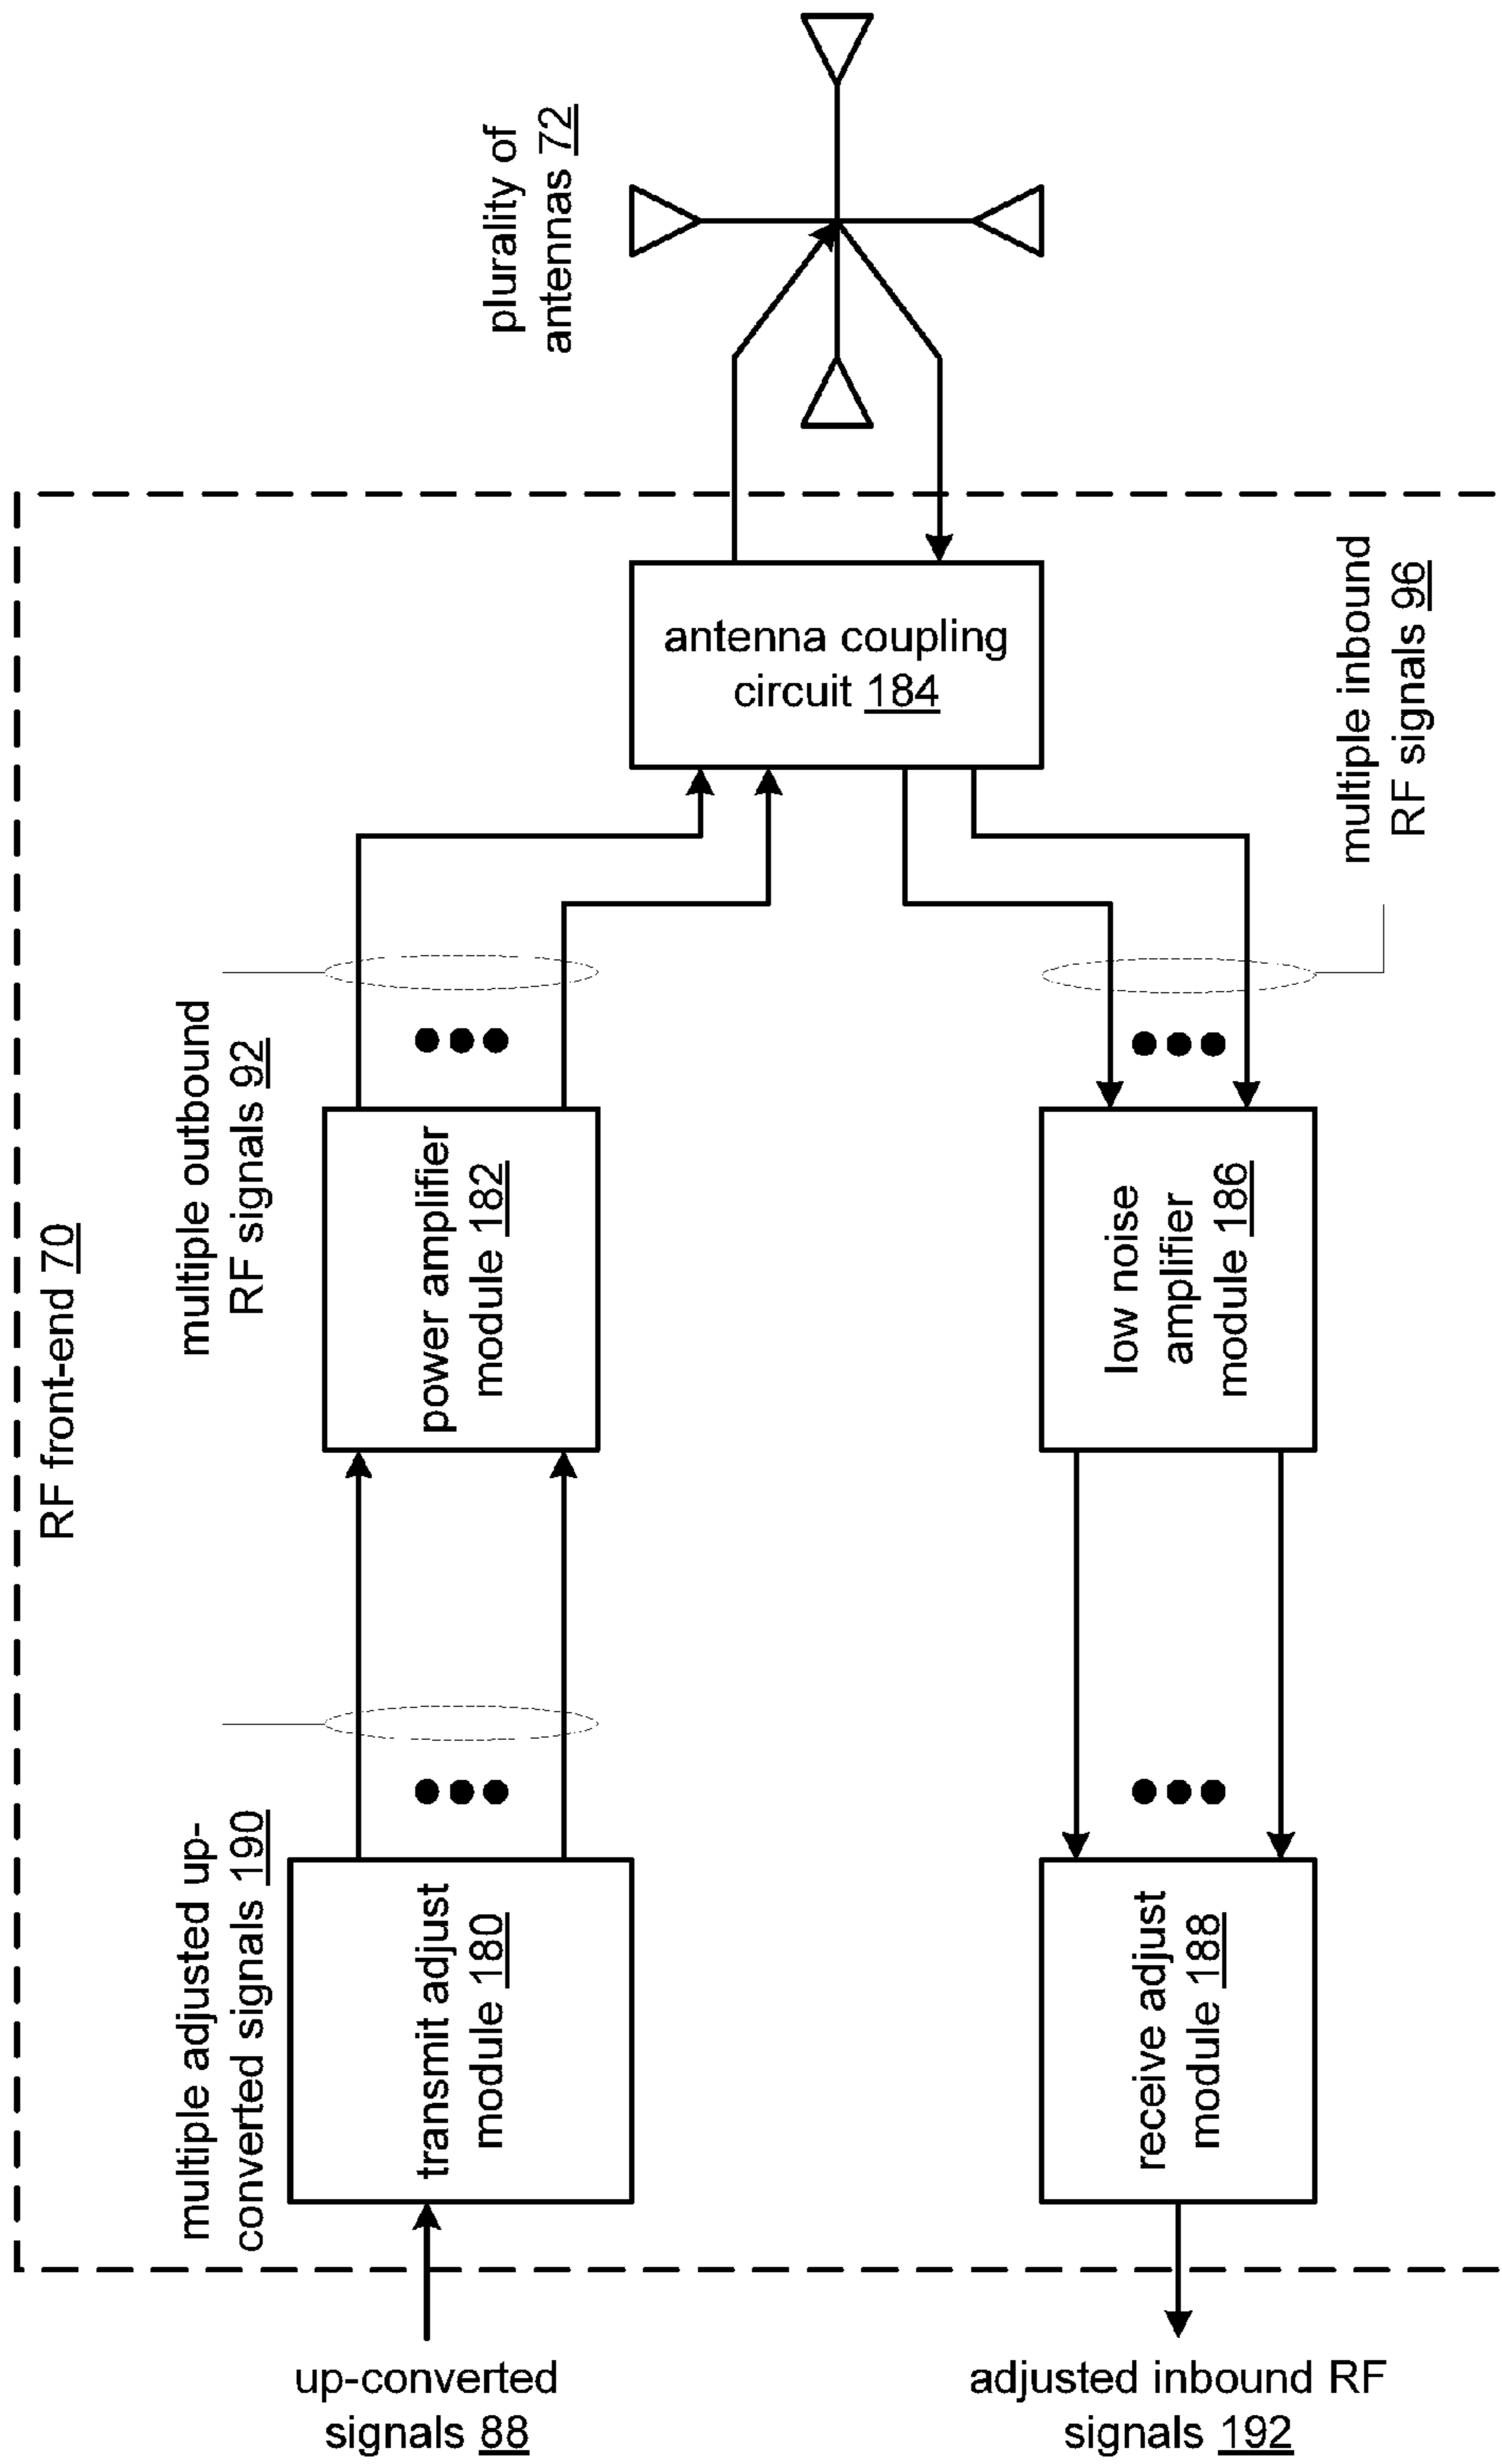 plurality of
antennas 72
RF front-end 70
antenna coupling
circuit 184
multiple inbound
RF signals 96
multiple outbound
RF signals 92
power amplifier
module 182
low noise
amplifier
module 186
multiple adjusted up-
converted signals 190
transmit adjust
module 180
receive adjust
module 188
up-converted
signals 88
adjusted inbound RF
signals 192